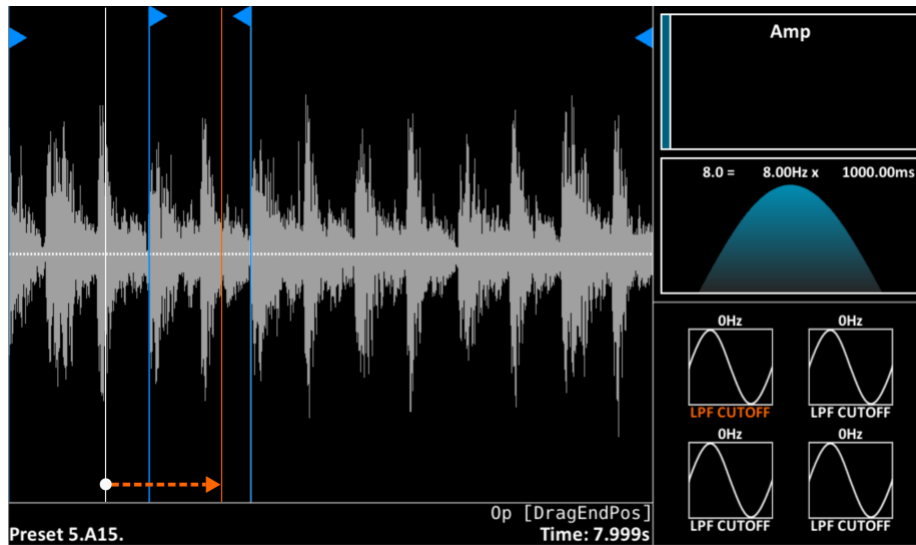 Amp
8.0 = 8.00Hz x 1000.00ms
0Hz 0Hz
LPF CUTOFF LPF CUTOFF
0Hz 0Hz
LPF CUTOFF LPF CUTOFF
Op [DragEndPos]
Preset 5.A15. Time: 7.999s